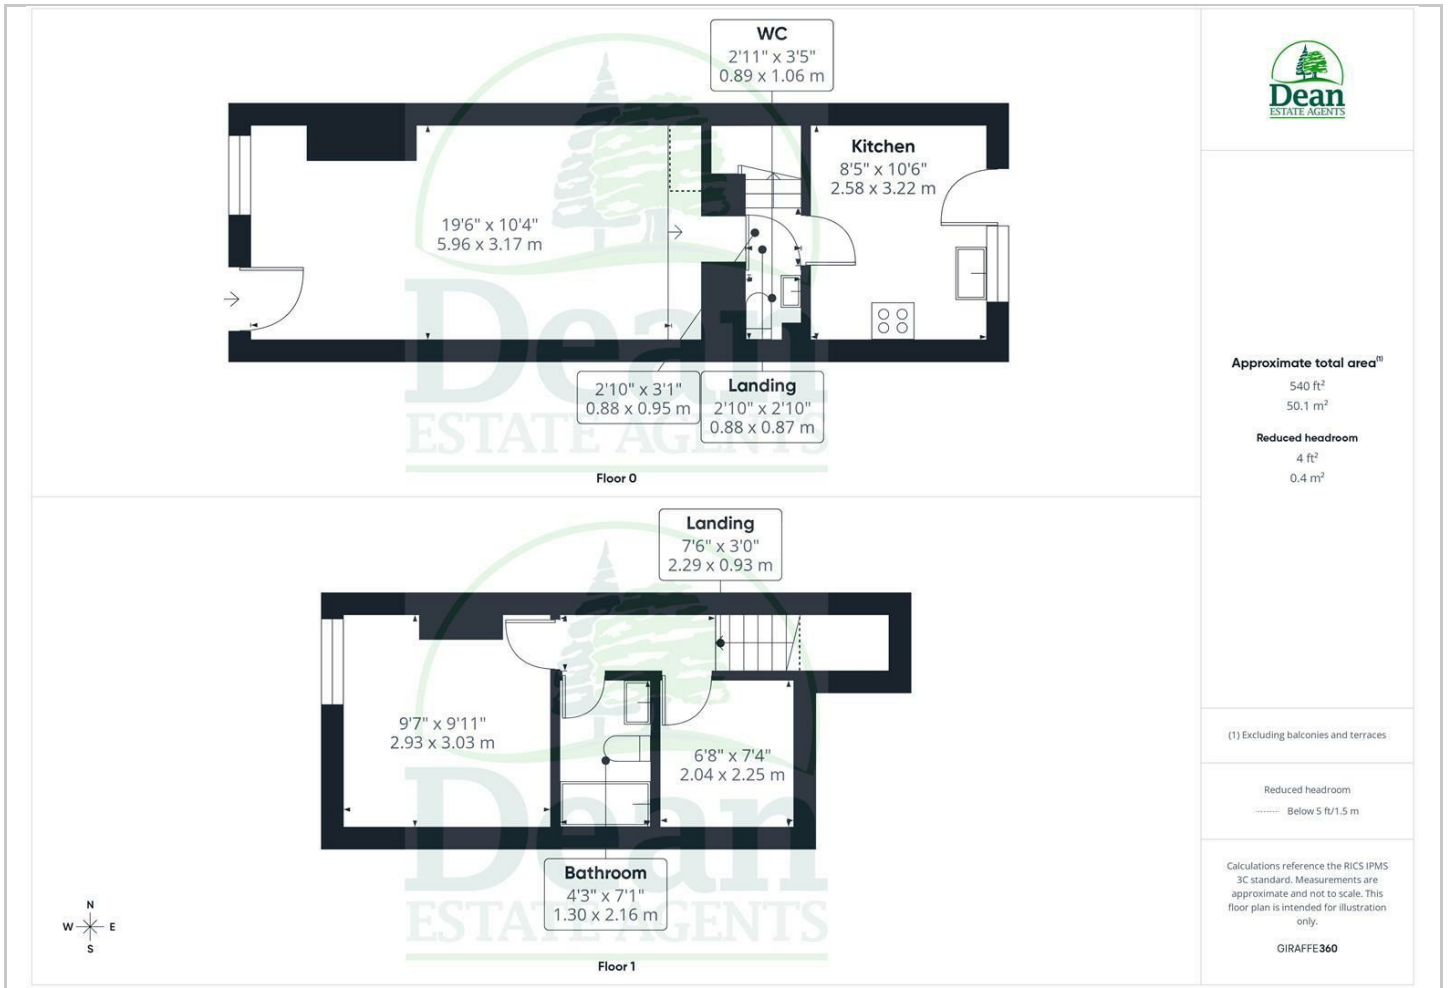 WC
2'11" x 3'5"
0.89 x 1.06 m
Kitchen
8'5" x 10'6"
2.58 x 3.22 m
19'6" x 10'4"
5.96 x 3.17 m
2'10" x 3'1"
0.88 x 0.95 m
Landing
2'10" x 2'10"
0.88 x 0.87 m
Dean
ESTATE AGENTS
Floor 0
Landing
7'6" x 3'0"
2.29 x 0.93 m
9'7" x 9'11"
2.93 x 3.03 m
6'8" x 7'4"
2.04 x 2.25 m
Bathroom
4'3" x 7'1"
1.30 x 2.16 m
Dean
ESTATE AGENTS
Floor 1
N
W E
S
Dean
ESTATE AGENTS
Approximate total area(1)
540 ft²
50.1 m²
Reduced headroom
4 ft²
0.4 m²
(1) Excluding balconies and terraces
Reduced headroom
Below 5 ft/1.5 m
Calculations reference the RICS IPMS
3C standard. Measurements are
approximate and not to scale. This
floor plan is intended for illustration
only.
GIRAFFE360